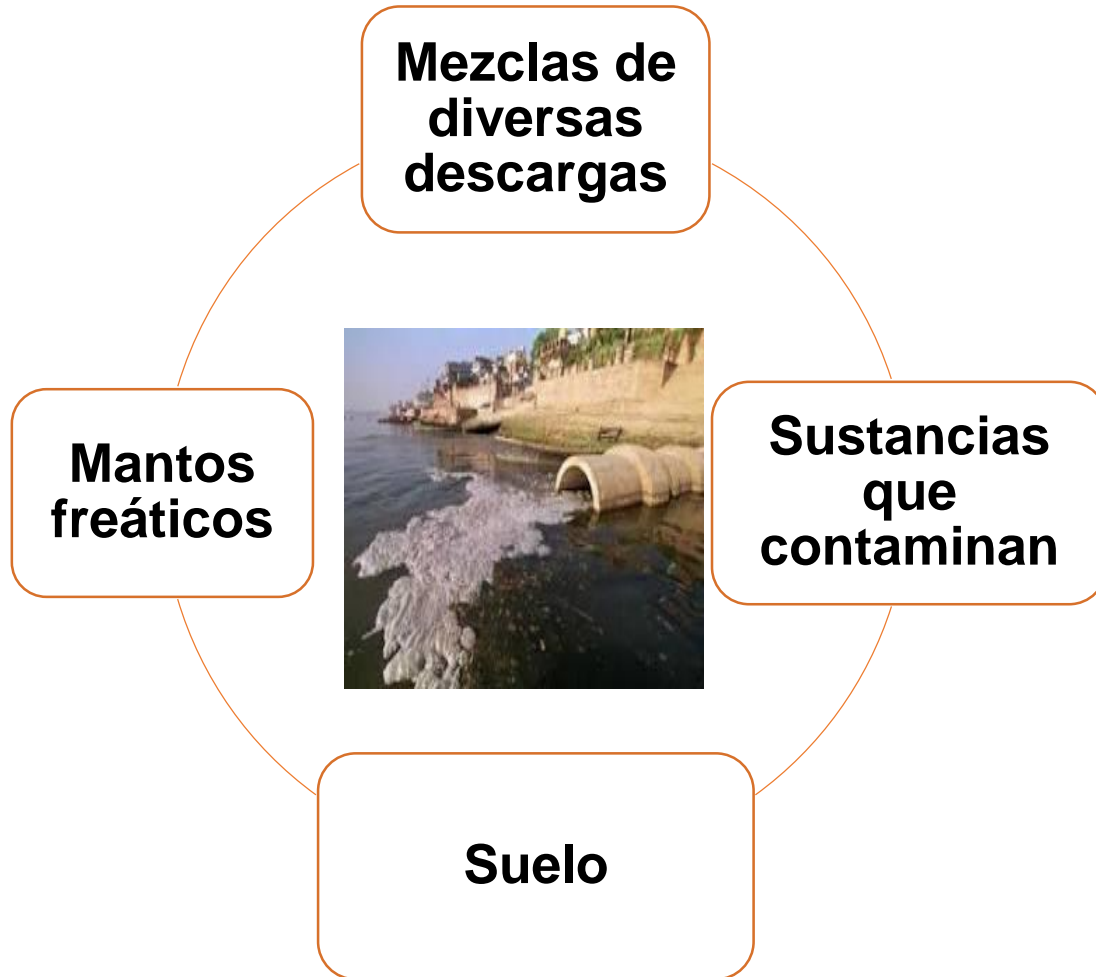 Mezclas de
diversas
descargas
Sustancias
que
contaminan
Suelo
Mantos
freáticos